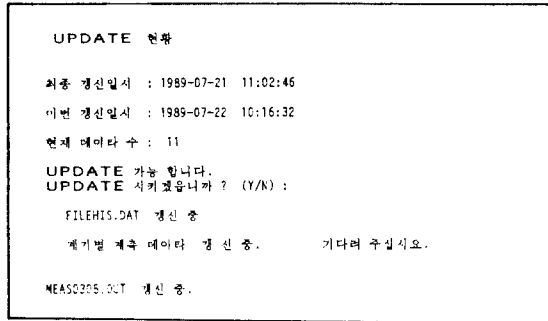 UPDATE 현황
최종 갱신일시 : 1989-07-21 11:02:46
이번 갱신일시 : 1989-07-22 10:16:32
현재 데이타 수 : 11
UPDATE 가능 합니다.
UPDATE 시키겠읍니까 ? (Y/N) :
FILEHIS.DAT 갱신 중
계기별 계측 데이타 갱 신 중. 기다려 주십시요.
갱신 중.